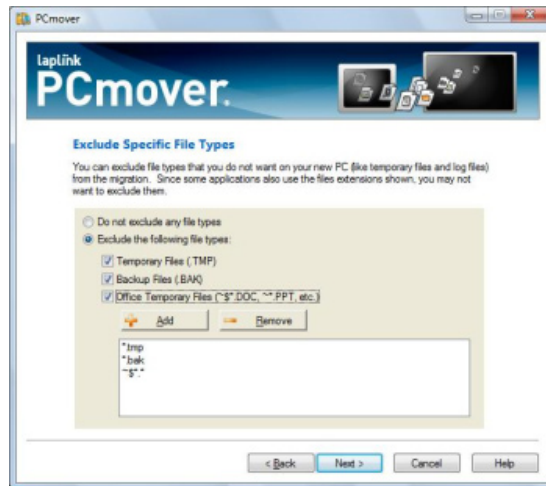 PCmover
laplink
PCmover.
Exclude Specific File Types
You can exclude file types that you do not want on your new PC (like temporary files and log files)
from the migration. Since some applications also use the files extensions shown, you may not
want to exclude them.
Do not exclude any file types
Exclude the following file types:
Temporary Files (.TMP)
Backup Files (.BAK)
Office Temporary Files (~$*.DOC, ~*.PPT, etc.)
Add Remove
*.tmp
*.bak
~$*.*
< Back Next > Cancel Help